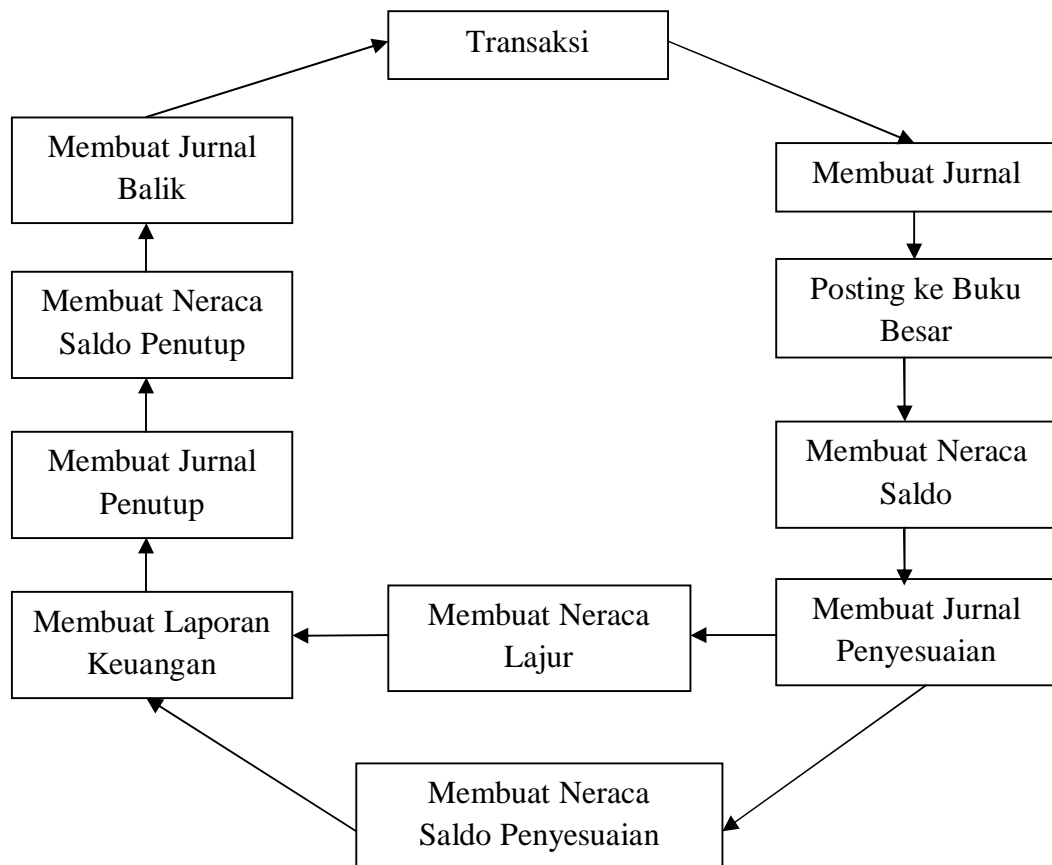 Transaksi
Membuat Jurnal
Posting ke Buku
Besar
Membuat Neraca
Saldo
Membuat Jurnal
Penyesuaian
Membuat Neraca
Lajur
Membuat Neraca
Saldo Penyesuaian
Membuat Laporan
Keuangan
Membuat Jurnal
Penutup
Membuat Neraca
Saldo Penutup
Membuat Jurnal
Balik